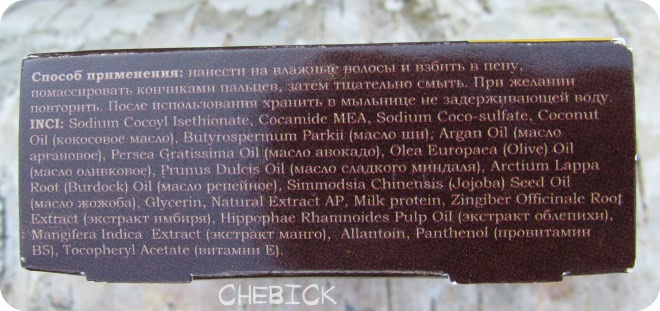 Способ применения: нанести на влажные волосы и взбить в пену,
помассировать кончиками пальцев, затем тщательно смыть. При желании
повторить. После использования хранить в мыльнице не задерживающей воду.
INCI: Sodium Cocoyl Isethionate, Cocamide MEA, Sodium Coco-sulfate, Coconut
Oil (кокосовое масло), Butyrospermum Parkii (масло ши), Argan Oil (масло
аргановое), Persea Gratissima Oil (масло авокадо), Olea Europaea (Olive) Oil
(масло оливковое), Prunus Dulcis Oil (масло сладкого миндаля), Arctium Lappa
Root (Burdock) Oil (масло репейное), Simmodsia Chinensis (Jojoba) Seed Oil
(масло жожоба), Glycerin, Natural Extract AP, Milk protein, Zingiber Officinale Root
Extract (экстракт имбиря), Hippophae Rhamnoides Pulp Oil (экстракт облепихи),
Mangifera Indica Extract (экстракт манго), Allantoin, Panthenol (провитамин
B5), Tocopheryl Acetate (витамин Е).
CHEBICK